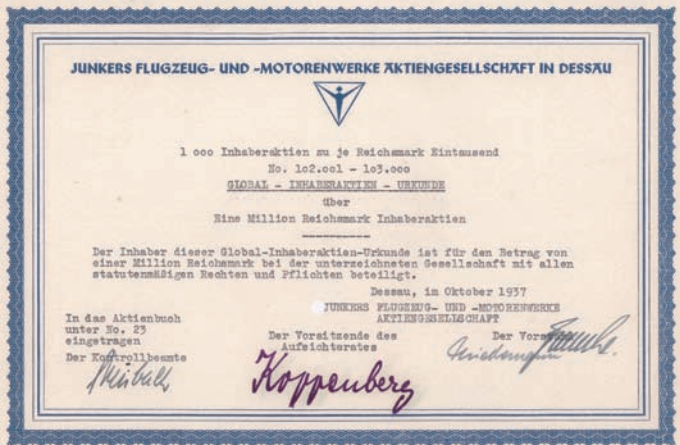 JUNKERS FLUGZEUG- UND -MOTORENWERKE AKTIENGESELLSCHAFT IN DESSAU
1 ooo Inhaberaktien zu je Reichsmark Eintausend
No. 1o2.oo1 - 1o3.ooo
GLOBAL - INHABERAKTIEN - URKUNDE
über
Eine Million Reichsmark Inhaberaktien
----------
Der Inhaber dieser Global-Inhaberaktien-Urkunde ist für den Betrag von
einer Million Reichsmark bei der unterzeichneten Gesellschaft mit allen
statutenmäßigen Rechten und Pflichten beteiligt.
Dessau, im Oktober 1937
JUNKERS FLUGZEUG- UND -MOTORENWERKE
AKTIENGESELLSCHAFT
In das Aktienbuch
unter No. 23
eingetragen
Der Kontrollbeamte
Der Vorsitzende des
Aufsichtsrates
Der
Koppenberg